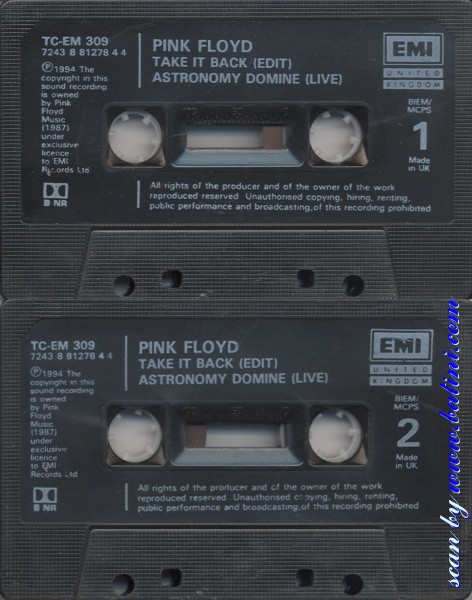 TC-EM 309
7243 8 81278 4 4
PINK FLOYD
TAKE IT BACK (EDIT)
ASTRONOMY DOMINE (LIVE)
EMI
UNITED
KINGDOM
℗ 1994 The
copyright in this
sound recording
is owned
by Pink
Floyd
Music
(1987)
under
exclusive
licence
to EMI
Records Ltd
BIEM/
MCPS
1
Made
in UK
B NR
All rights of the producer and of the owner of the work
reproduced reserved. Unauthorised copying, hiring, renting,
public performance and broadcasting,of this recording prohibited
TC-EM 309
7243 8 81278 4 4
PINK FLOYD
TAKE IT BACK (EDIT)
ASTRONOMY DOMINE (LIVE)
EMI
UNITED
KINGDOM
℗ 1994 The
copyright in this
sound recording
is owned
by Pink
Floyd
Music
(1987)
under
exclusive
licence
to EMI
Records Ltd
BIEM/
MCPS
2
Made
in UK
B NR
All rights of the producer and of the owner of the work
reproduced reserved. Unauthorised copying, hiring, renting,
public performance and broadcasting,of this recording prohibited
scan by www.batini.com